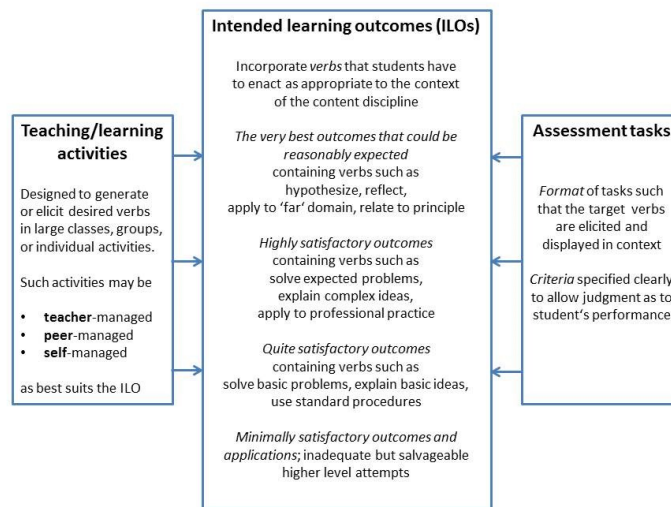 Teaching/learning
activities
Designed to generate
or elicit desired verbs
in large classes, groups,
or individual activities.
Such activities may be
• teacher-managed
• peer-managed
• self-managed
as best suits the ILO
Intended learning outcomes (ILOs)
Incorporate verbs that students have
to enact as appropriate to the context
of the content discipline
The very best outcomes that could be
reasonably expected
containing verbs such as
hypothesize, reflect,
apply to ‘far’ domain, relate to principle
Highly satisfactory outcomes
containing verbs such as
solve expected problems,
explain complex ideas,
apply to professional practice
Quite satisfactory outcomes
containing verbs such as
solve basic problems, explain basic ideas,
use standard procedures
Minimally satisfactory outcomes and
applications; inadequate but salvageable
higher level attempts
Assessment tasks
Format of tasks such
that the target verbs
are elicited and
displayed in context
Criteria specified clearly
to allow judgment as to
student‘s performance